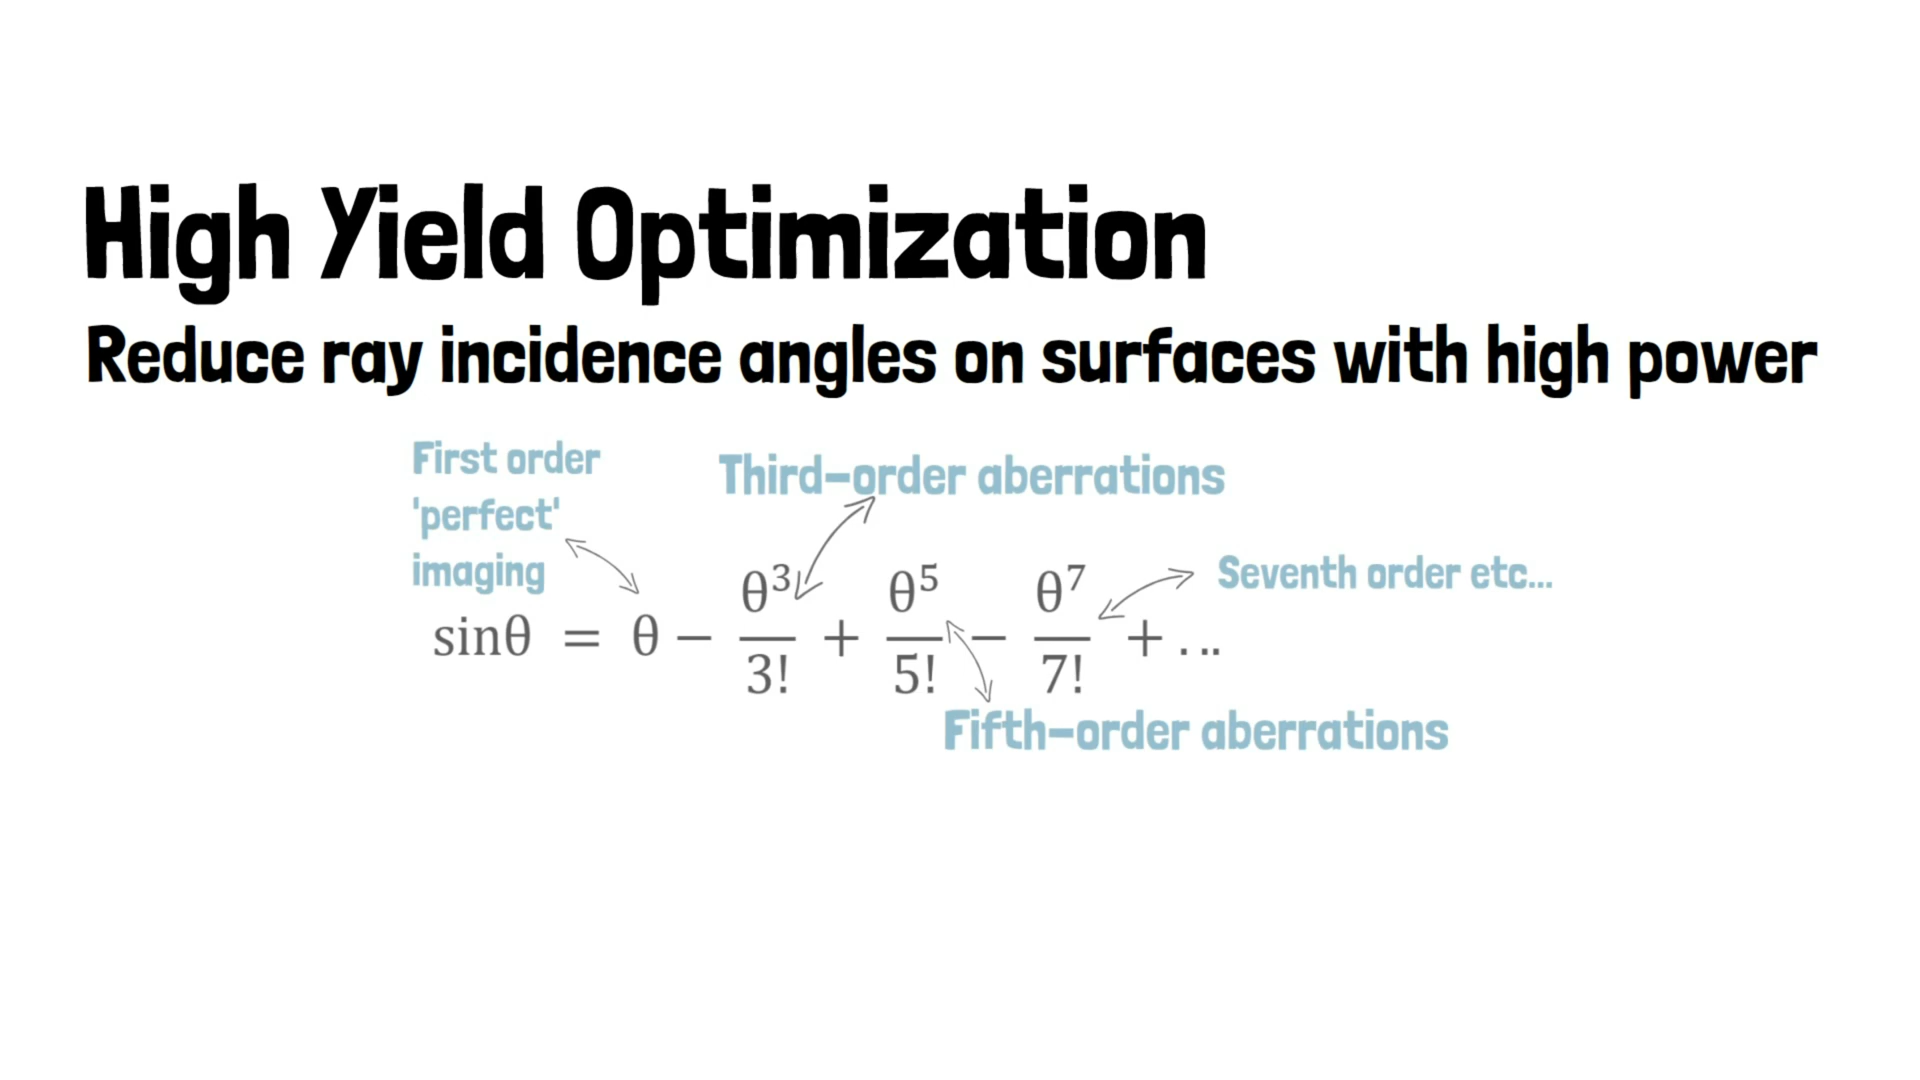 High Yield Optimization
Reduce ray incidence angles on surfaces with high power
First order
'perfect'
imaging
Third-order aberrations
Seventh order etc...
sinθ = θ − θ³/3! + θ⁵/5! − θ⁷/7! + ...
Fifth-order aberrations